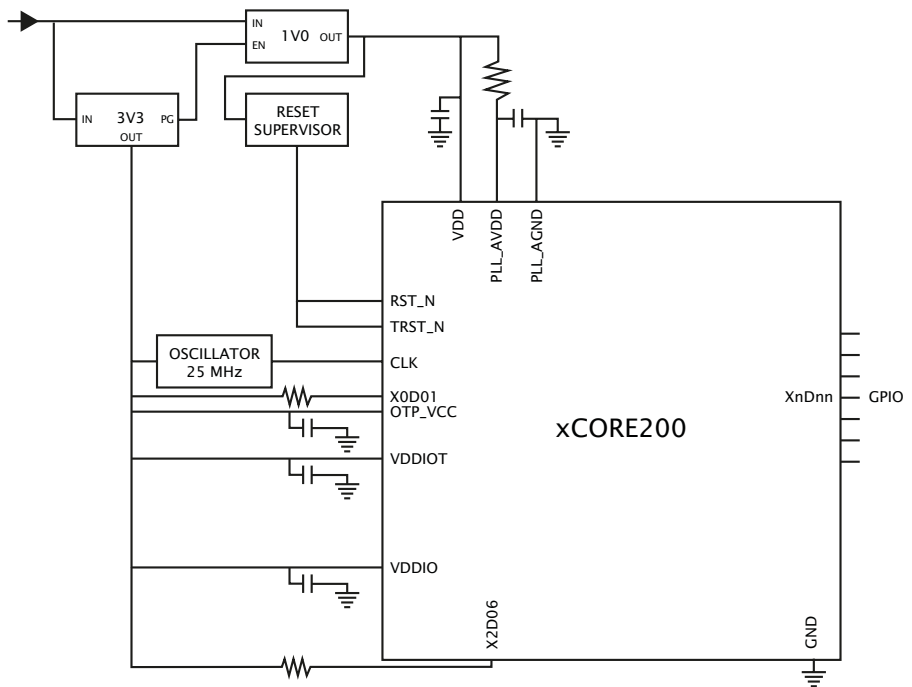 IN
1V0
OUT
EN
IN
3V3
PG
OUT
RESET
SUPERVISOR
VDD
PLL_AVDD
PLL_AGND
RST_N
TRST_N
OSCILLATOR
25 MHz
CLK
X0D01
OTP_VCC
XnDnn
GPIO
xCORE200
VDDIOT
VDDIO
X2D06
GND